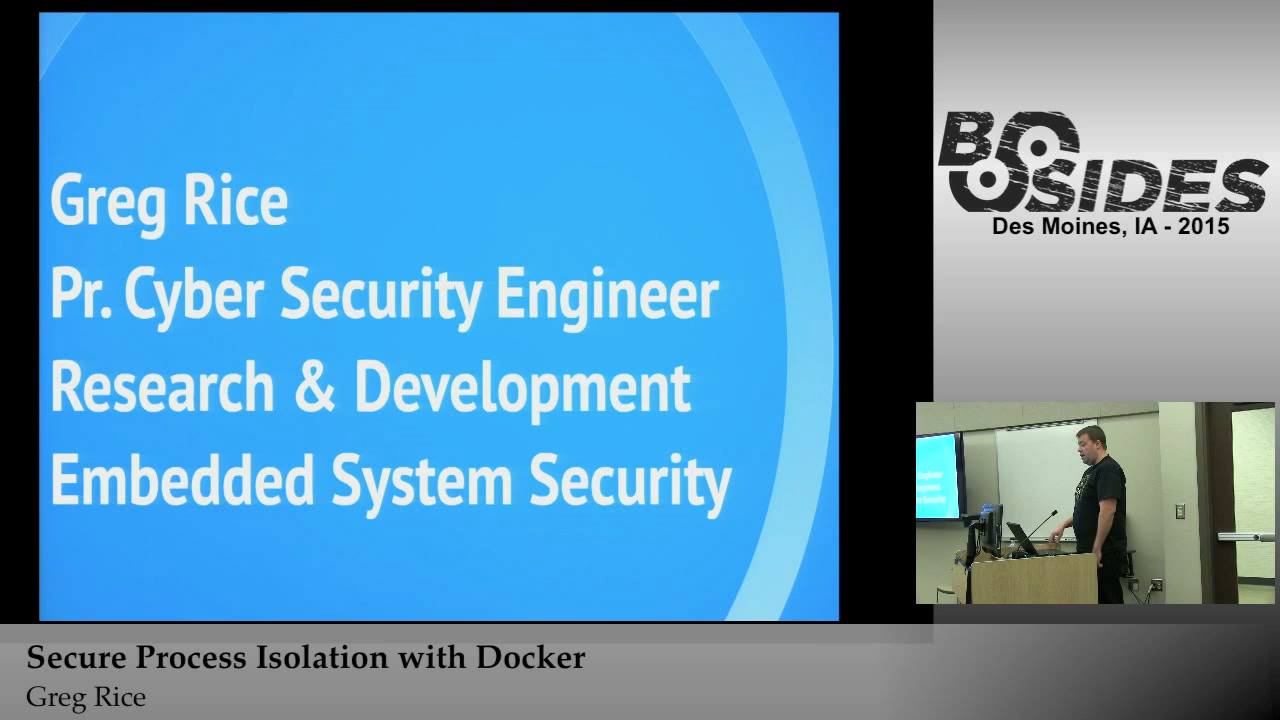 Greg Rice
Pr. Cyber Security Engineer
Research & Development
Embedded System Security
BSIDES
Des Moines, IA - 2015
Secure Process Isolation with Docker
Greg Rice